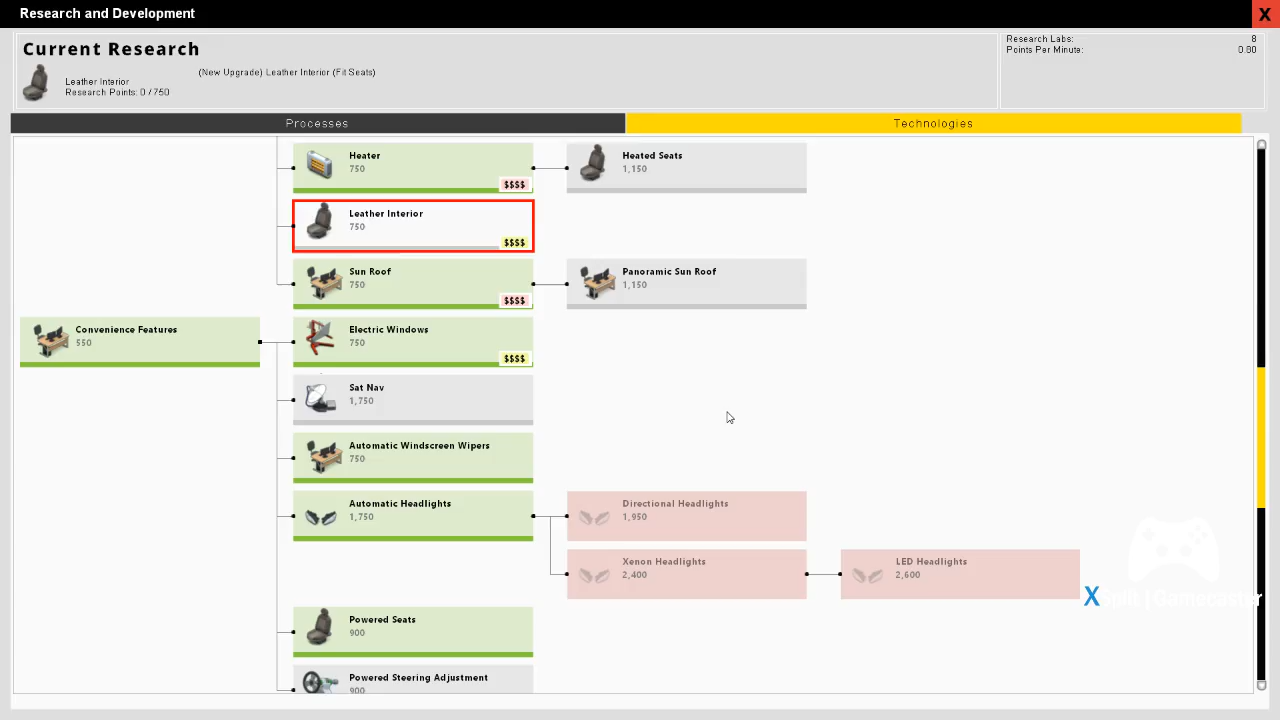 Research and Development
X
Current Research
(New Upgrade) Leather Interior (Fit Seats)
Leather Interior
Research Points: 0 / 750
Research Labs: 8
Points Per Minute: 0.80
Processes
Technologies
Heater
750
$$$$
Heated Seats
1,150
Leather Interior
750
$$$$
Sun Roof
750
$$$$
Panoramic Sun Roof
1,150
Convenience Features
550
Electric Windows
750
$$$$
Sat Nav
1,750
Automatic Windscreen Wipers
750
Automatic Headlights
1,750
Directional Headlights
1,950
Xenon Headlights
2,400
LED Headlights
2,600
XSplit | Gamecaster
Powered Seats
900
Powered Steering Adjustment
900